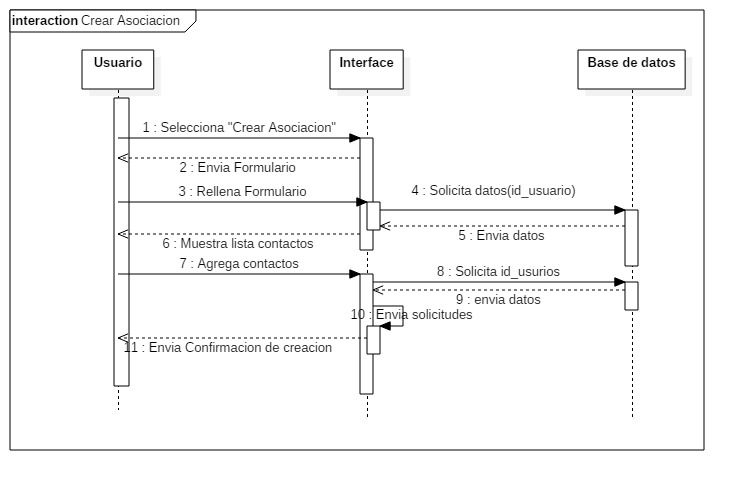 interaction Crear Asociacion
Usuario
Interface
Base de datos
1 : Selecciona "Crear Asociacion"
2 : Envia Formulario
3 : Rellena Formulario
4 : Solicita datos(id_usuario)
5 : Envia datos
6 : Muestra lista contactos
7 : Agrega contactos
8 : Solicita id_usurios
9 : envia datos
10 : Envia solicitudes
11 : Envia Confirmacion de creacion